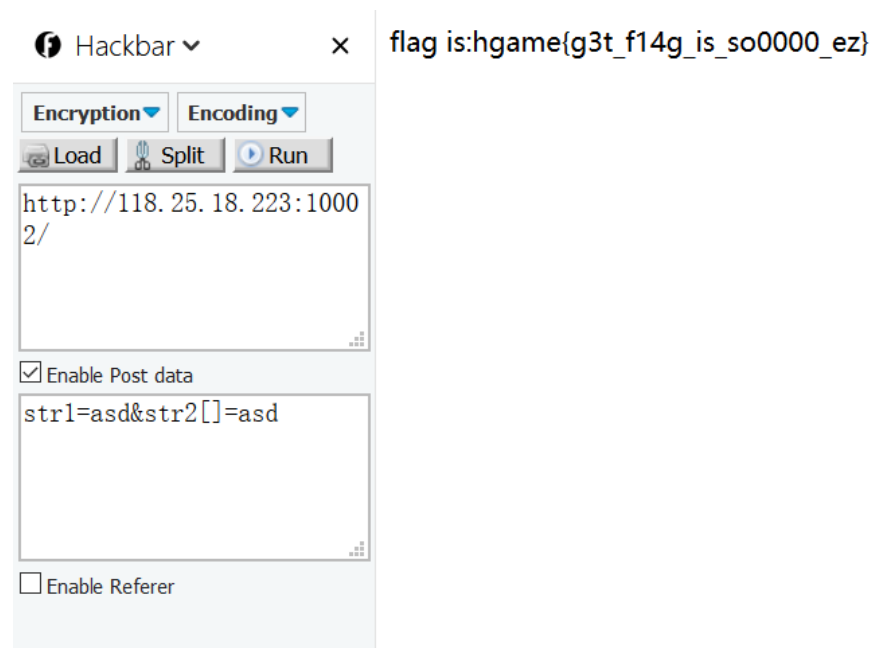 Hackbar
flag is:hgame{g3t_f14g_is_so0000_ez}
Encryption Encoding
Load Split Run
http://118.25.18.223:1000
2/
Enable Post data
str1=asd&str2[]=asd
Enable Referer